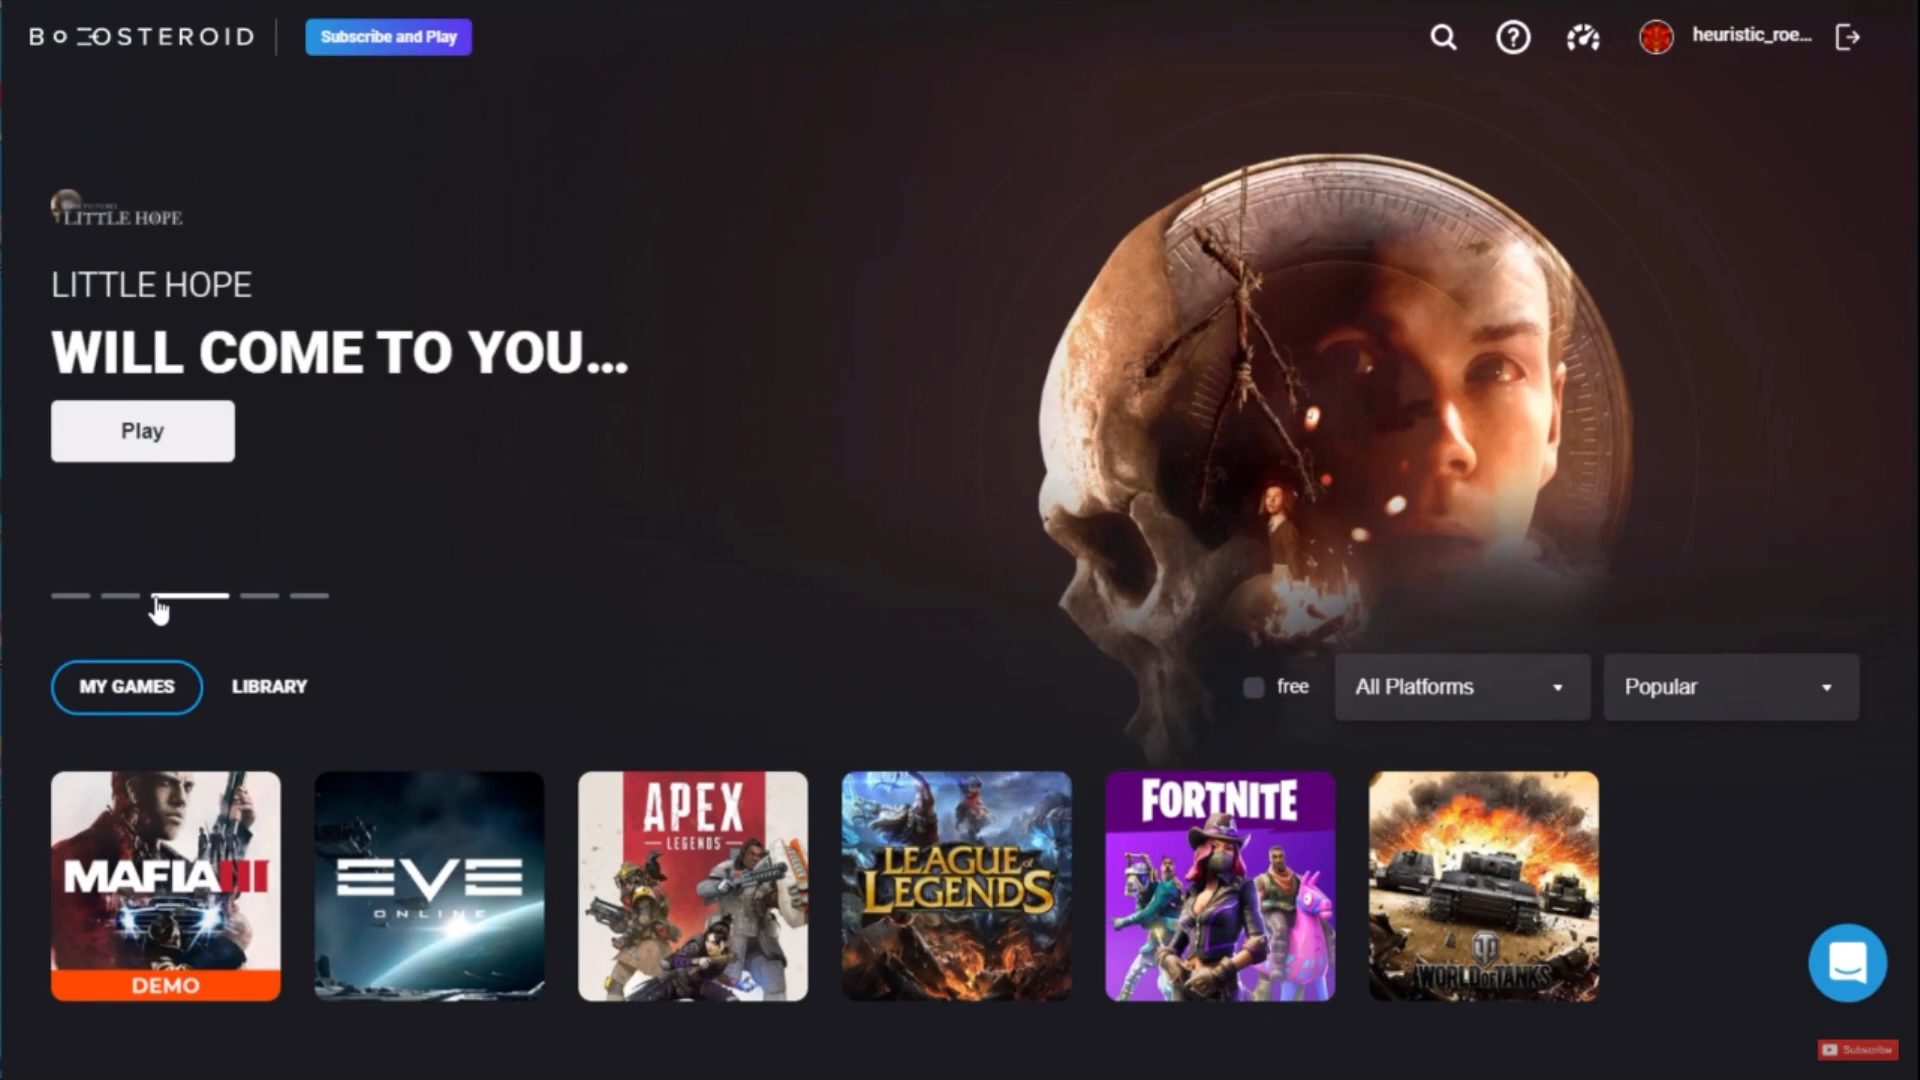 BOOSTEROID
Subscribe and Play
heuristic_roe...
LITTLE HOPE
LITTLE HOPE
WILL COME TO YOU...
Play
MY GAMES
LIBRARY
free
All Platforms
Popular
MAFIA III
DEMO
EVE
ONLINE
APEX
LEGENDS
LEAGUE of
LEGENDS
FORTNITE
WORLD OF TANKS
Subscribe